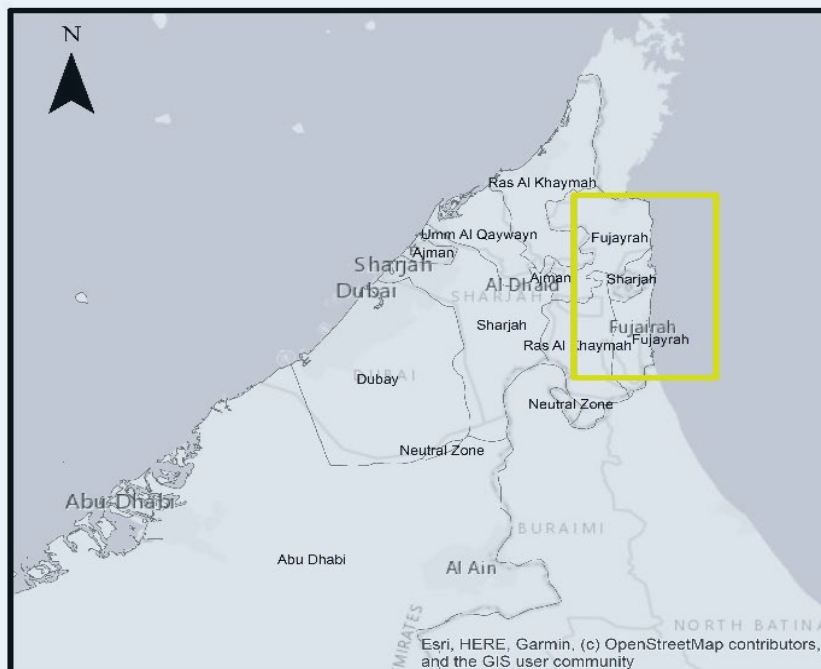 N
Ras Al Khaymah
Fujayrah
Umm Al Qaywayn
Ajman
Sharjah
Ajman
Sharjah
Al Dhaid
Dubai
SHARJAH
Sharjah
Fujairah
Ras Al Khaymah
Fujayrah
DUBAI
Dubay
Neutral Zone
Neutral Zone
Abu Dhabi
BURAIMI
Abu Dhabi
Al Ain
EMIRATES
NORTH BATINA
Esri, HERE, Garmin, (c) OpenStreetMap contributors,
and the GIS user community